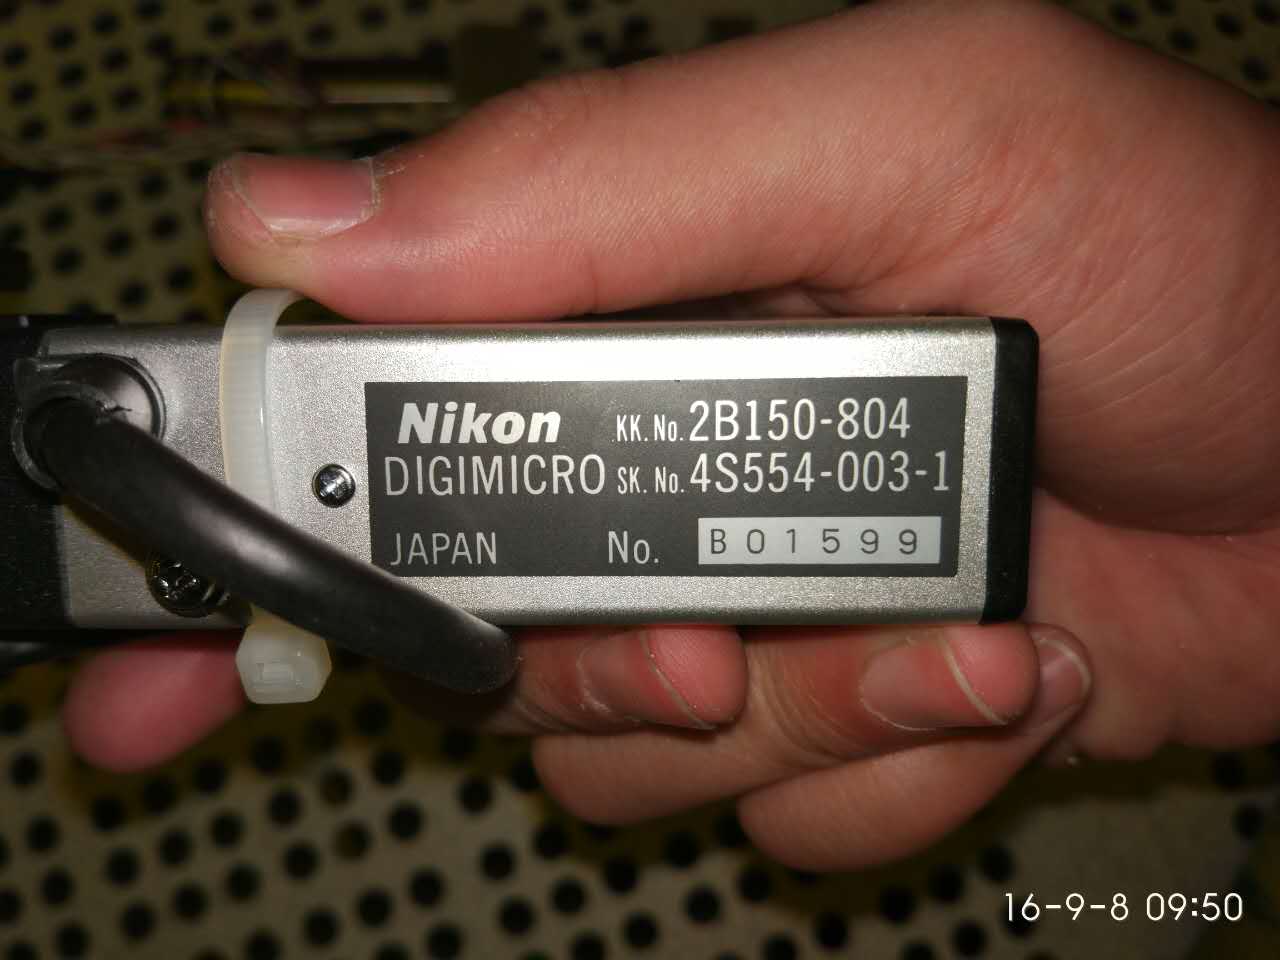 Nikon KK. No. 2B150-804
DIGIMICRO SK. No. 4S554-003-1
JAPAN No. B01599
16-9-8 09:50